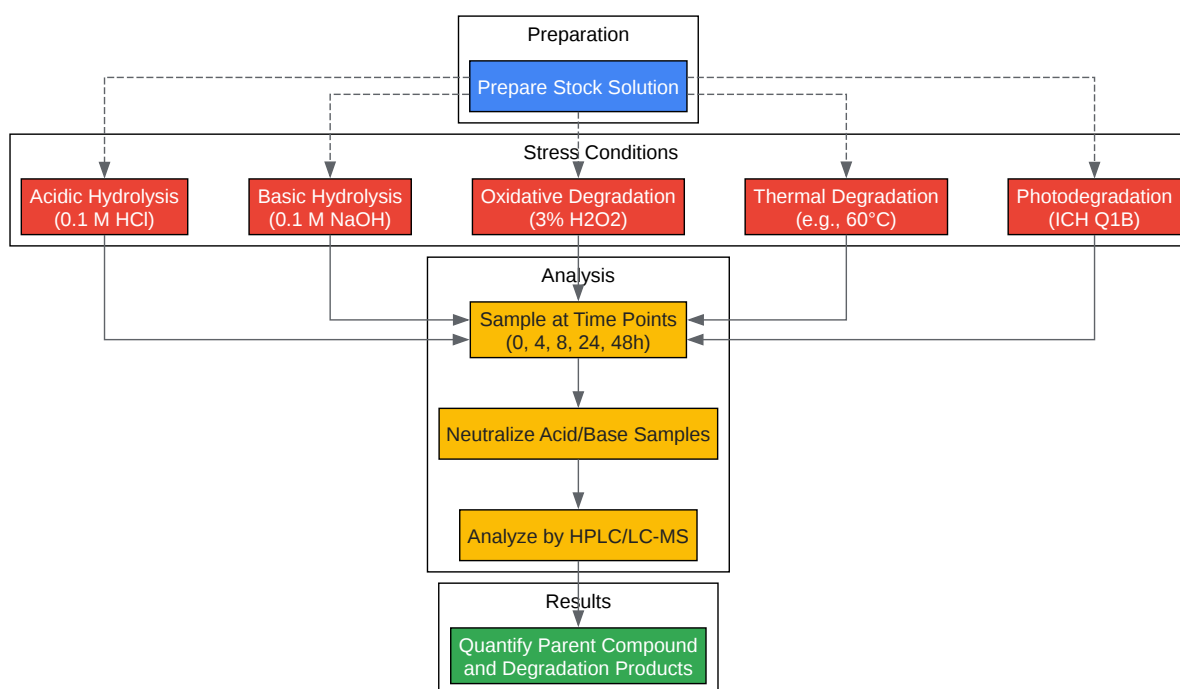 Preparation
Prepare Stock Solution
Stress Conditions
Acidic Hydrolysis
(0.1 M HCl)
Basic Hydrolysis
(0.1 M NaOH)
Oxidative Degradation
(3% H2O2)
Thermal Degradation
(e.g., 60°C)
Photodegradation
(ICH Q1B)
Analysis
Sample at Time Points
(0, 4, 8, 24, 48h)
Neutralize Acid/Base Samples
Analyze by HPLC/LC-MS
Results
Quantify Parent Compound
and Degradation Products